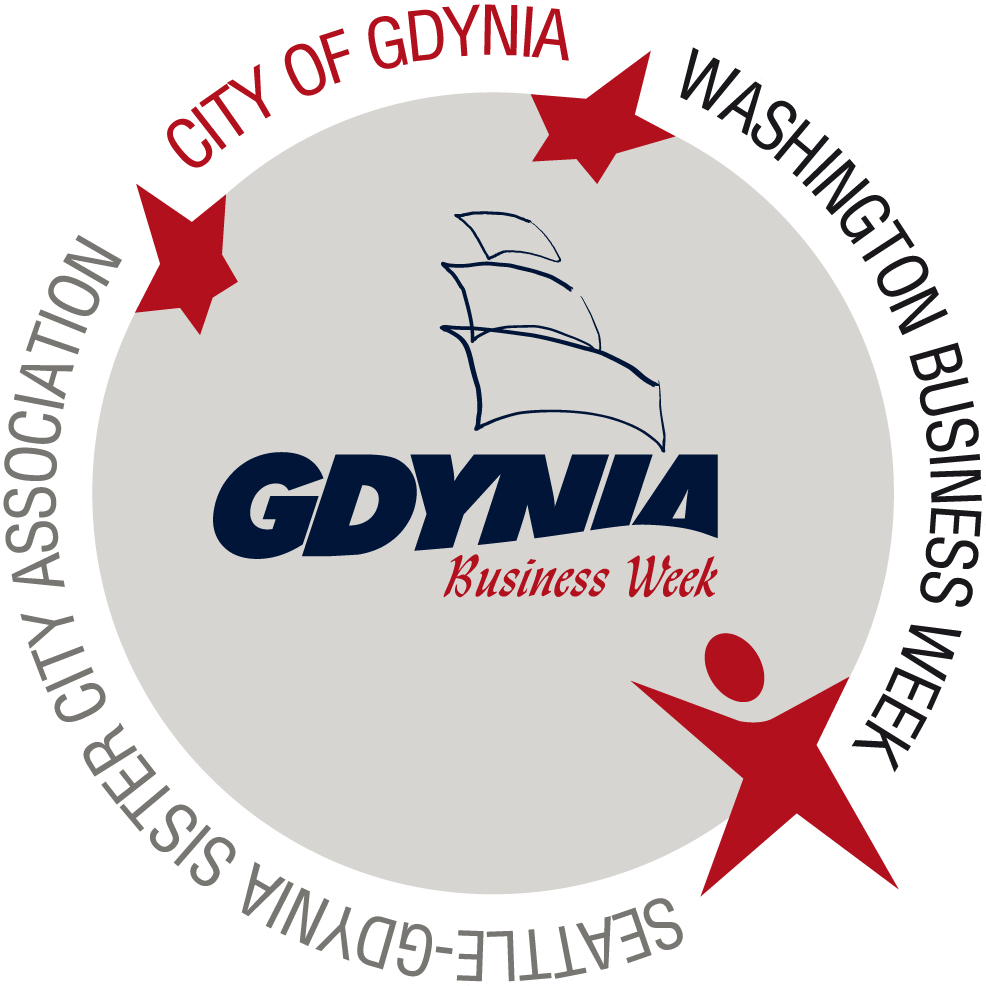 CITY OF GDYNIA
WASHINGTON BUSINESS WEEK
SEATTLE-GDYNIA SISTER CITY ASSOCIATION
GDYNIA
Business Week